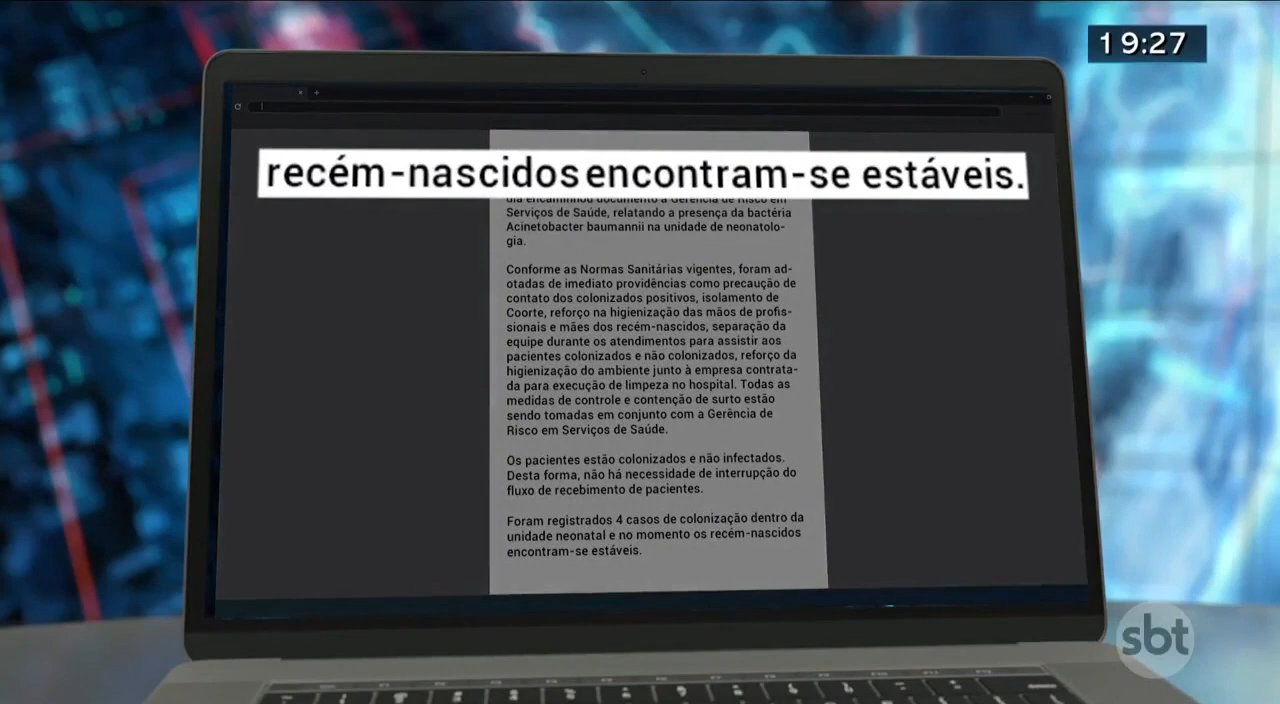 19:27
recém-nascidos encontram-se estáveis.
dia encaminhou documento à Gerência de Risco em
Serviços de Saúde, relatando a presença da bactéria
Acinetobacter baumannii na unidade de neonatolo-
gia.
Conforme as Normas Sanitárias vigentes, foram ad-
otadas de imediato providências como precaução de
contato dos colonizados positivos, isolamento de
Coorte, reforço na higienização das mãos de profis-
sionais e mães dos recém-nascidos, separação da
equipe durante os atendimentos para assistir aos
pacientes colonizados e não colonizados, reforço da
higienização do ambiente junto à empresa contrata-
da para execução de limpeza no hospital. Todas as
medidas de controle e contenção de surto estão
sendo tomadas em conjunto com a Gerência de
Risco em Serviços de Saúde.
Os pacientes estão colonizados e não infectados.
Desta forma, não há necessidade de interrupção do
fluxo de recebimento de pacientes.
Foram registrados 4 casos de colonização dentro da
unidade neonatal e no momento os recém-nascidos
encontram-se estáveis.
sbt